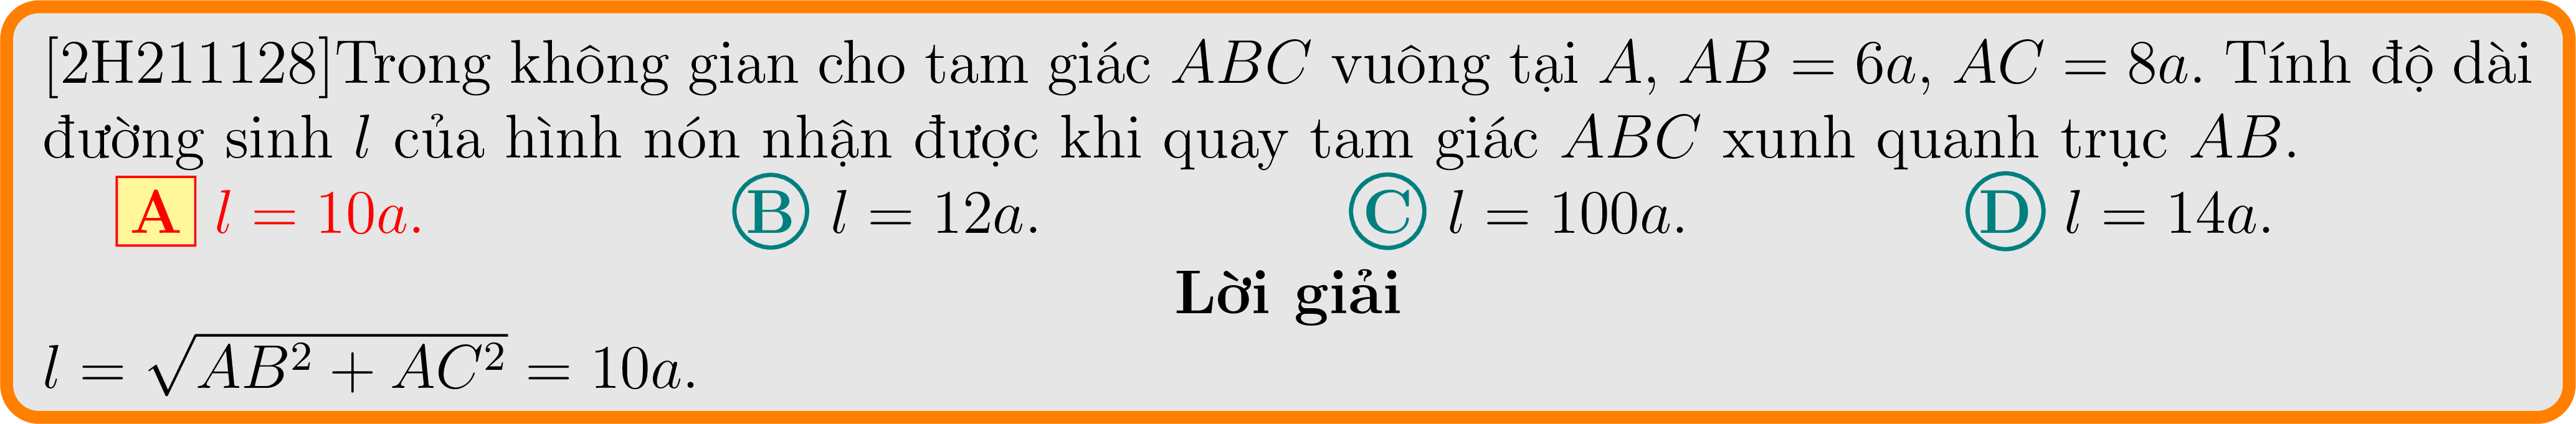 [2H211128]Trong không gian cho tam giác ABC vuông tại A, AB = 6a, AC = 8a. Tính độ dài
đường sinh l của hình nón nhận được khi quay tam giác ABC xunh quanh trục AB.
A l = 10a. B l = 12a. C l = 100a. D l = 14a.
Lời giải
l = √(AB² + AC²) = 10a.